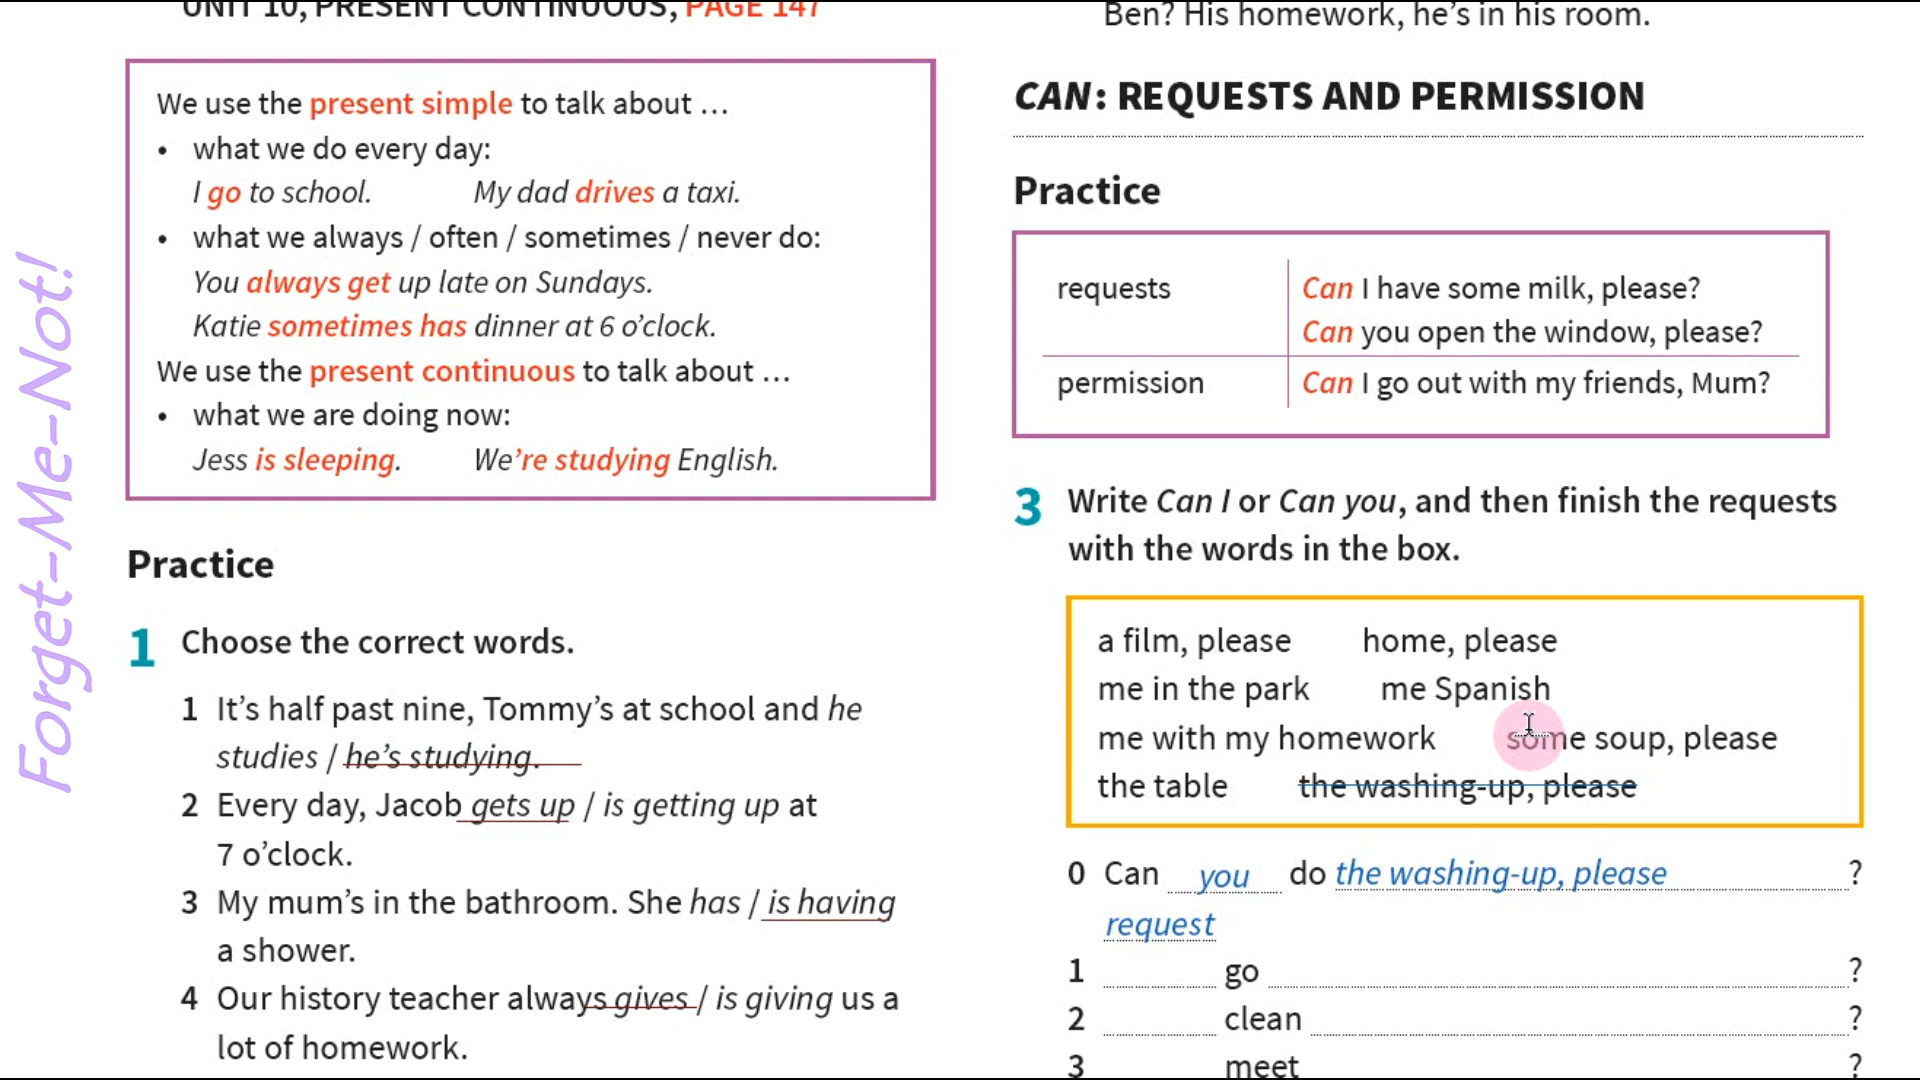 UNIT 10, PRESENT CONTINUOUS, PAGE 147
We use the present simple to talk about …
• what we do every day:
I go to school. My dad drives a taxi.
• what we always / often / sometimes / never do:
You always get up late on Sundays.
Katie sometimes has dinner at 6 o’clock.
We use the present continuous to talk about …
• what we are doing now:
Jess is sleeping. We’re studying English.
Forget-Me-Not!
Practice
1 Choose the correct words.
1 It’s half past nine, Tommy’s at school and he
studies / he’s studying.
2 Every day, Jacob gets up / is getting up at
7 o’clock.
3 My mum’s in the bathroom. She has / is having
a shower.
4 Our history teacher always gives / is giving us a
lot of homework.
Ben? His homework, he’s in his room.
CAN: REQUESTS AND PERMISSION
Practice
requests Can I have some milk, please?
Can you open the window, please?
permission Can I go out with my friends, Mum?
3 Write Can I or Can you, and then finish the requests
with the words in the box.
a film, please home, please
me in the park me Spanish
me with my homework some soup, please
the table the washing-up, please
0 Can you do the washing-up, please ?
request
1 go ?
2 clean ?
3 meet ?